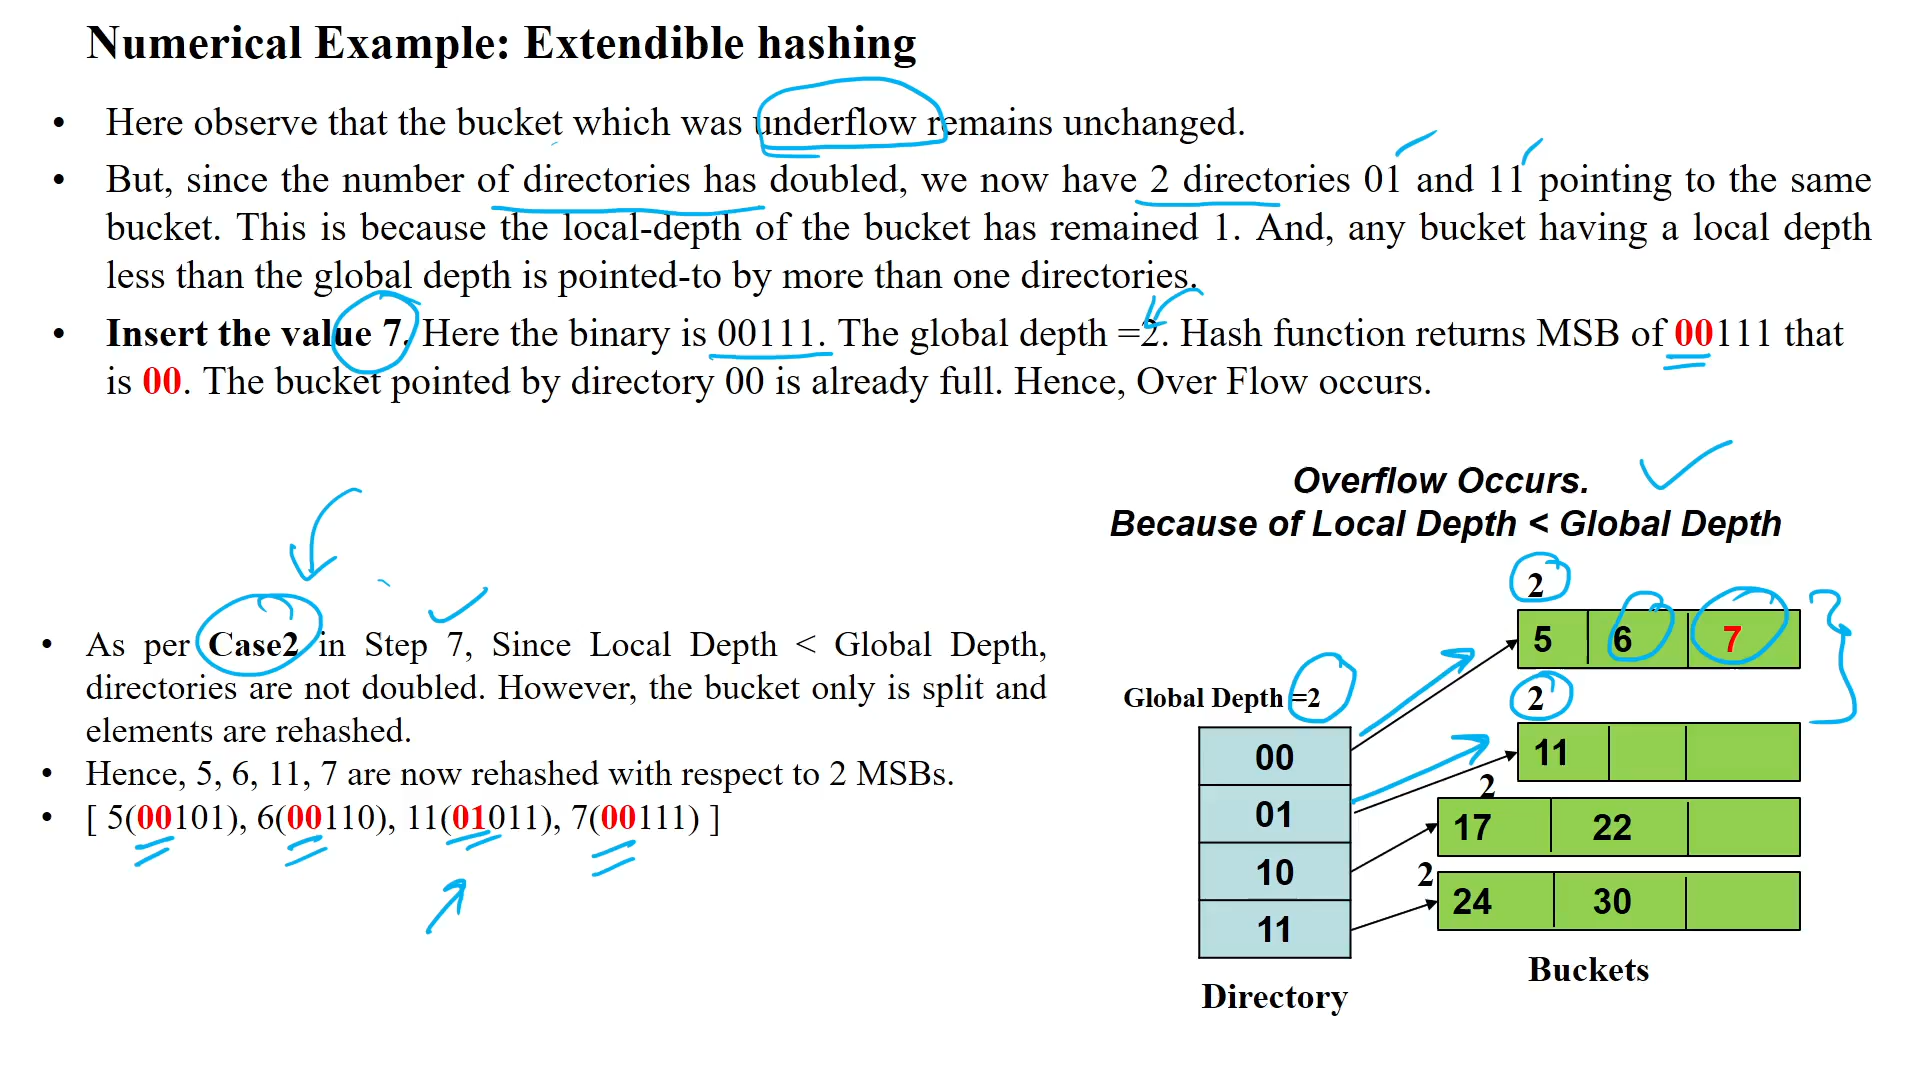 Numerical Example: Extendible hashing
• Here observe that the bucket which was underflow remains unchanged.
• But, since the number of directories has doubled, we now have 2 directories 01 and 11 pointing to the same
bucket. This is because the local-depth of the bucket has remained 1. And, any bucket having a local depth
less than the global depth is pointed-to by more than one directories.
• Insert the value 7. Here the binary is 00111. The global depth =2. Hash function returns MSB of 00111 that
is 00. The bucket pointed by directory 00 is already full. Hence, Over Flow occurs.
Overflow Occurs.
Because of Local Depth < Global Depth
• As per Case2 in Step 7, Since Local Depth < Global Depth,
directories are not doubled. However, the bucket only is split and
elements are rehashed.
• Hence, 5, 6, 11, 7 are now rehashed with respect to 2 MSBs.
• [ 5(00101), 6(00110), 11(01011), 7(00111) ]
Global Depth =2
00
01
10
11
Directory
2
5 6 7
2
11
2
17 22
2
24 30
Buckets